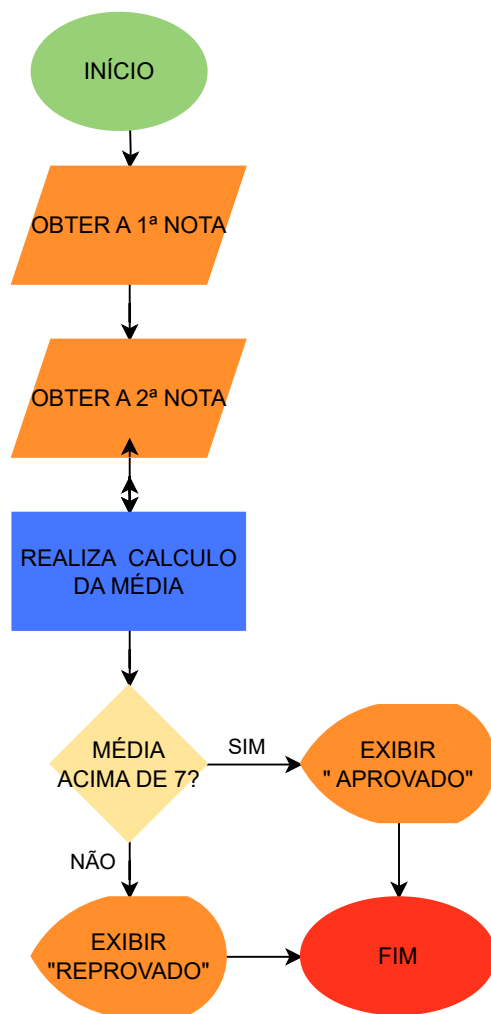 INÍCIO
OBTER A 1ª NOTA
OBTER A 2ª NOTA
REALIZA CALCULO
DA MÉDIA
MÉDIA
ACIMA DE 7?
SIM
EXIBIR
" APROVADO"
NÃO
EXIBIR
"REPROVADO"
FIM